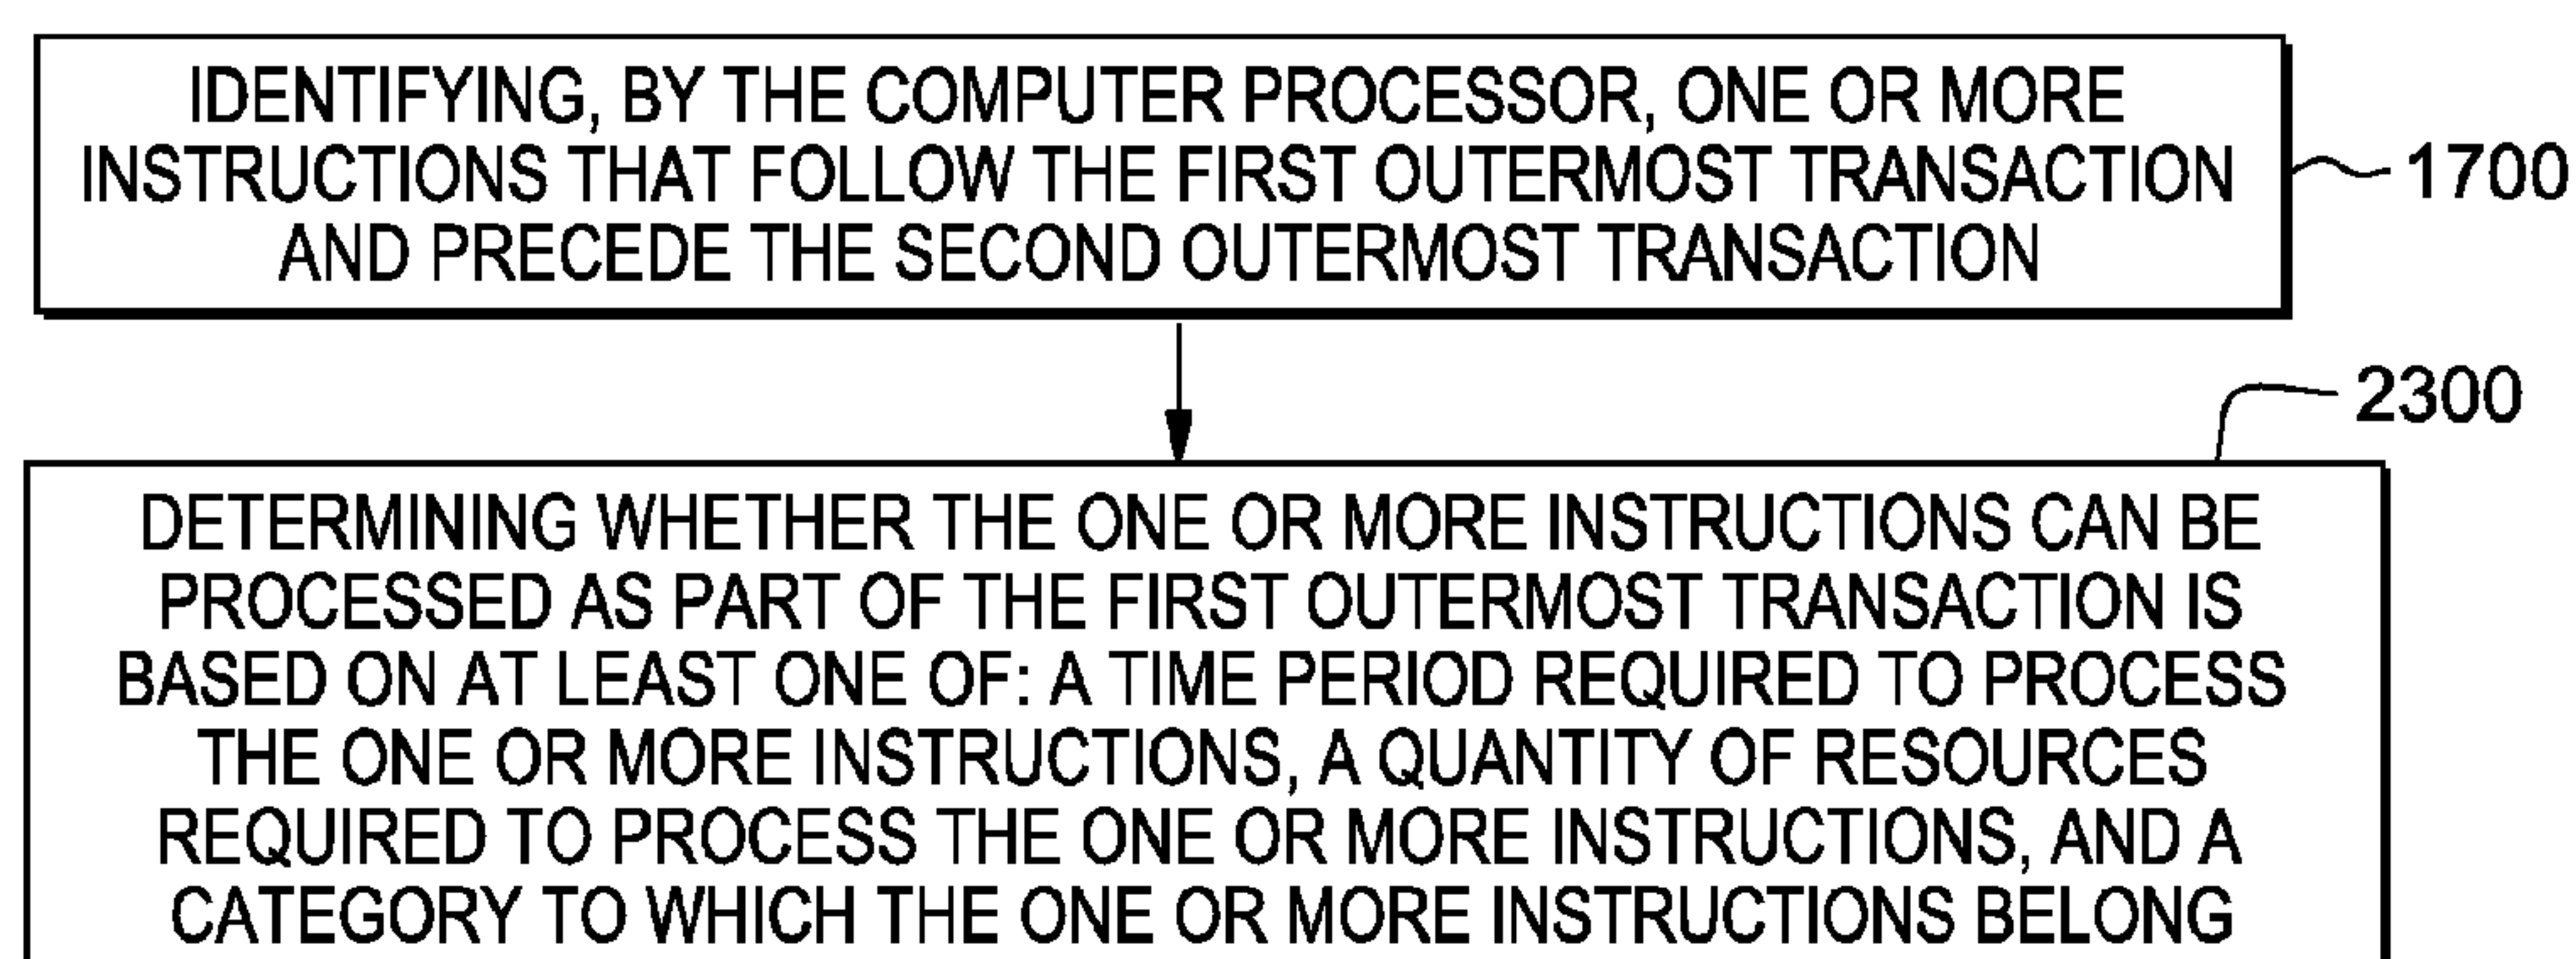 IDENTIFYING, BY THE COMPUTER PROCESSOR, ONE OR MORE
INSTRUCTIONS THAT FOLLOW THE FIRST OUTERMOST TRANSACTION
AND PRECEDE THE SECOND OUTERMOST TRANSACTION
1700
2300
DETERMINING WHETHER THE ONE OR MORE INSTRUCTIONS CAN BE
PROCESSED AS PART OF THE FIRST OUTERMOST TRANSACTION IS
BASED ON AT LEAST ONE OF: A TIME PERIOD REQUIRED TO PROCESS
THE ONE OR MORE INSTRUCTIONS, A QUANTITY OF RESOURCES
REQUIRED TO PROCESS THE ONE OR MORE INSTRUCTIONS, AND A
CATEGORY TO WHICH THE ONE OR MORE INSTRUCTIONS BELONG